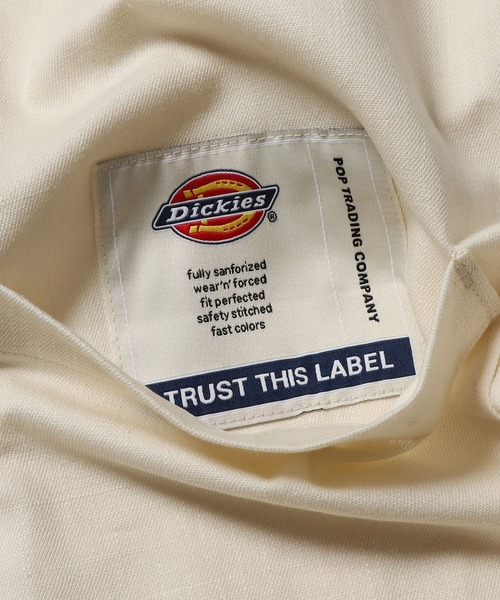 Dickies®
fully sanforized
wear'n'forced
fit perfected
safety stitched
fast colors
POP TRADING COMPANY
TRUST THIS LABEL